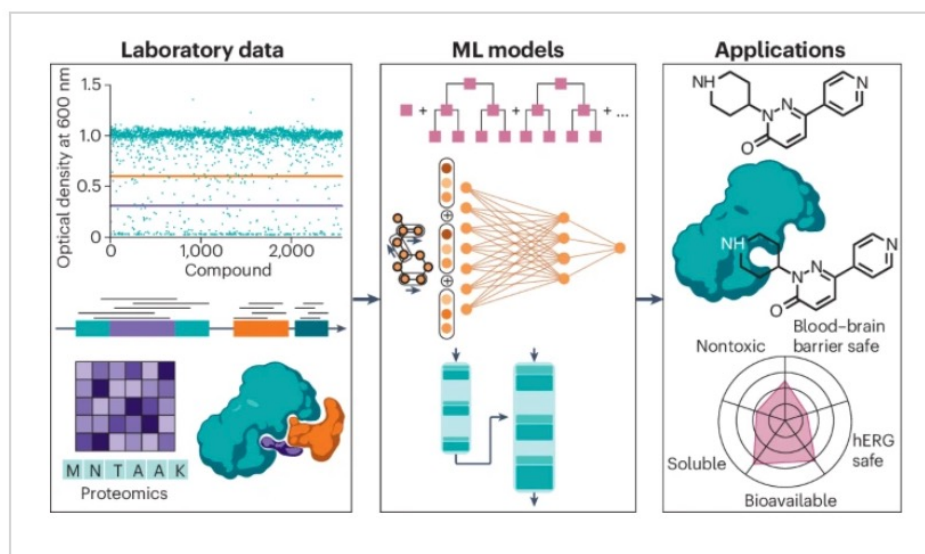 Laboratory data
1.5
1.0
0.5
0
Optical density at 600 nm
0
1,000
2,000
Compound
M N T A A K
Proteomics
ML models
+
+
+ ...
Applications
NH
N
N
N
O
NH
N
N
N
O
Blood–brain
barrier safe
Nontoxic
hERG
safe
Soluble
Bioavailable